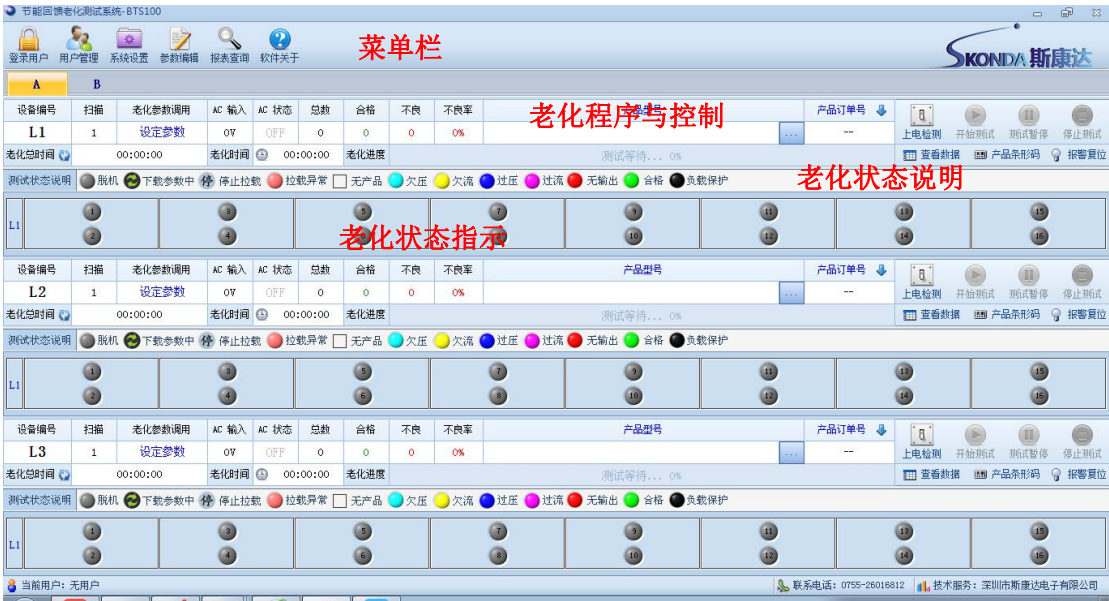 节能回馈老化测试系统-BTS100
登录用户 用户管理 系统设置 参数编辑 报表查询 软件关于
菜单栏
SKONDA 斯康达
A B
设备编号 扫描 老化参数调用 AC 输入 AC 状态 总数 合格 不良 不良率 产品型号 产品订单号
老化程序与控制
L1 1 设定参数 0V OFF 0 0 0 0% ... --
上电检测 开始测试 测试暂停 停止测试
老化总时间 00:00:00 老化时间 00:00:00 老化进度 测试等待... 0% 查看数据 产品条形码 报警复位
测试状态说明 脱机 下载参数中 停 停止拉载 拉载异常 无产品 欠压 欠流 过压 过流 无输出 合格 负载保护
老化状态说明
1 3 5 7 9 11 13 15
L1
2 4 6 8 10 12 14 16
老化状态指示
设备编号 扫描 老化参数调用 AC 输入 AC 状态 总数 合格 不良 不良率 产品型号 产品订单号
L2 1 设定参数 0V OFF 0 0 0 0% ... --
上电检测 开始测试 测试暂停 停止测试
老化总时间 00:00:00 老化时间 00:00:00 老化进度 测试等待... 0% 查看数据 产品条形码 报警复位
测试状态说明 脱机 下载参数中 停 停止拉载 拉载异常 无产品 欠压 欠流 过压 过流 无输出 合格 负载保护
1 3 5 7 9 11 13 15
L1
2 4 6 8 10 12 14 16
设备编号 扫描 老化参数调用 AC 输入 AC 状态 总数 合格 不良 不良率 产品型号 产品订单号
L3 1 设定参数 0V OFF 0 0 0 0% ... --
上电检测 开始测试 测试暂停 停止测试
老化总时间 00:00:00 老化时间 00:00:00 老化进度 测试等待... 0% 查看数据 产品条形码 报警复位
测试状态说明 脱机 下载参数中 停 停止拉载 拉载异常 无产品 欠压 欠流 过压 过流 无输出 合格 负载保护
1 3 5 7 9 11 13 15
L1
2 4 6 8 10 12 14 16
当前用户: 无用户 联系电话: 0755-26016812 技术服务: 深圳市斯康达电子有限公司